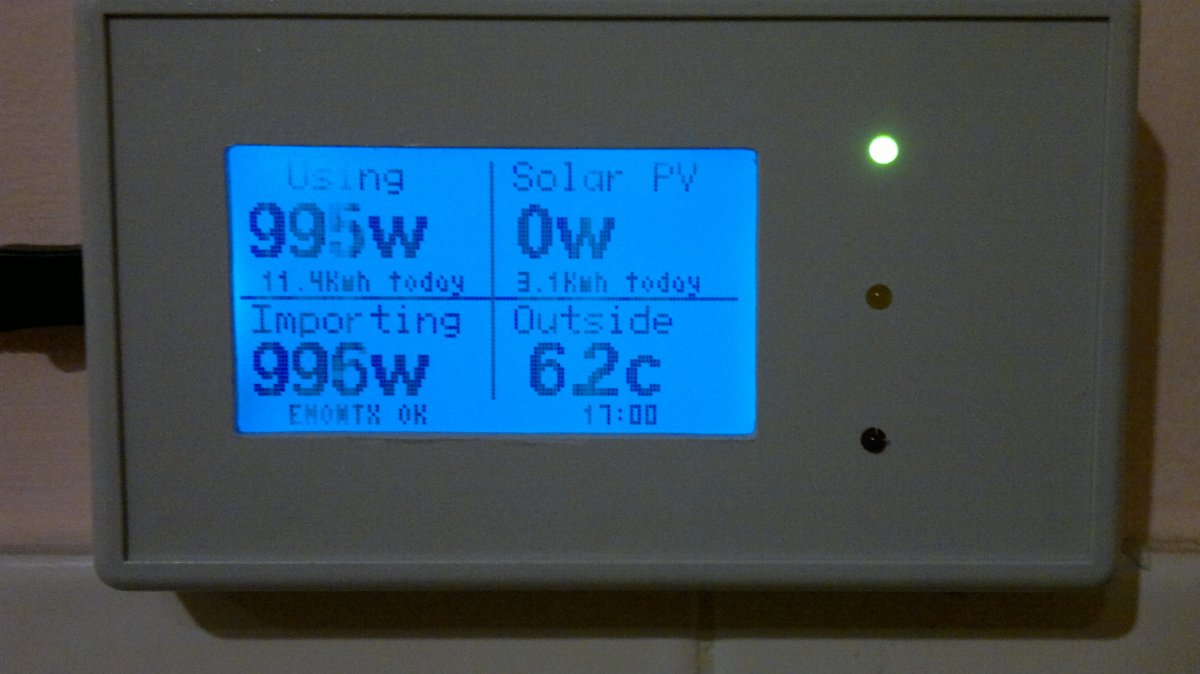 Using
995w
11.4Kwh today
Solar PV
0w
3.1Kwh today
Importing
996w
EMONTX OK
Outside
6.2c
17:00